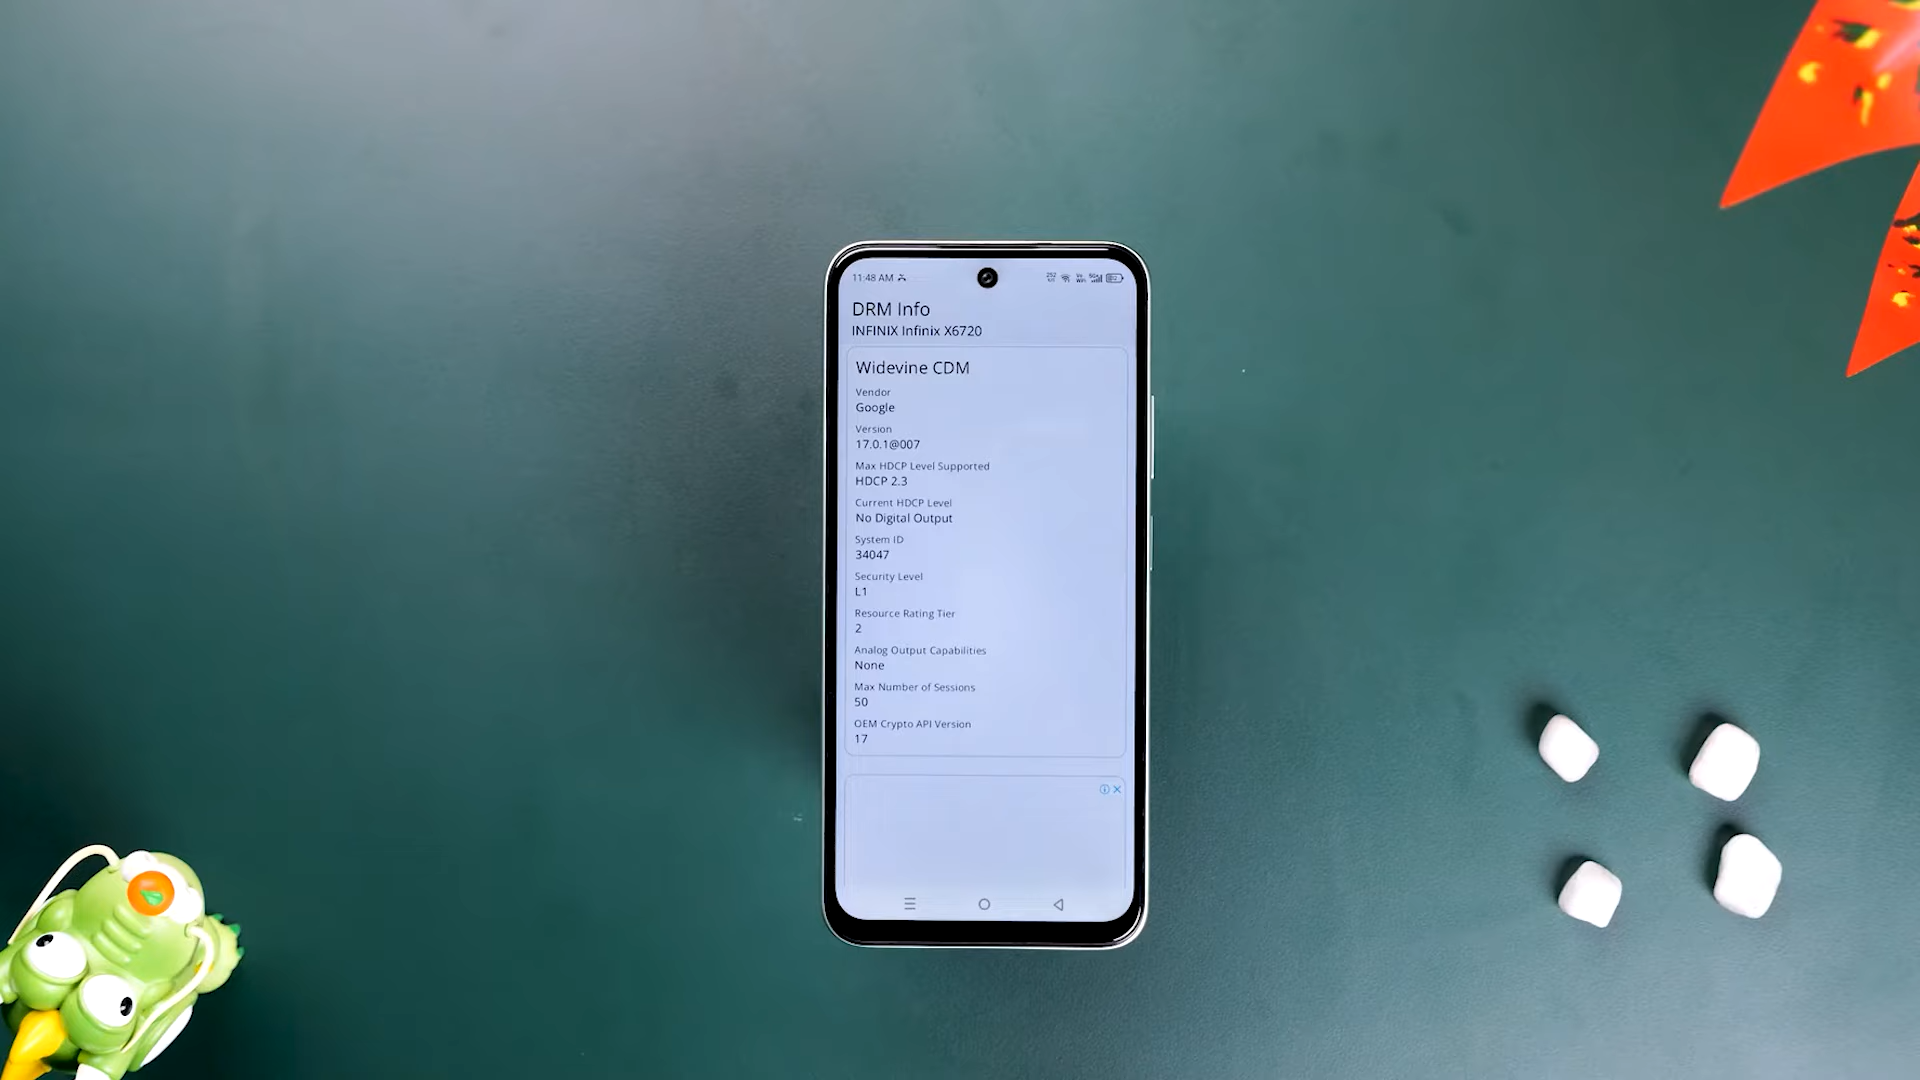 11:48 AM
DRM Info
INFINIX Infinix X6720
Widevine CDM
Vendor
Google
Version
17.0.1@007
Max HDCP Level Supported
HDCP 2.3
Current HDCP Level
No Digital Output
System ID
34047
Security Level
L1
Resource Rating Tier
2
Analog Output Capabilities
None
Max Number of Sessions
50
OEM Crypto API Version
17